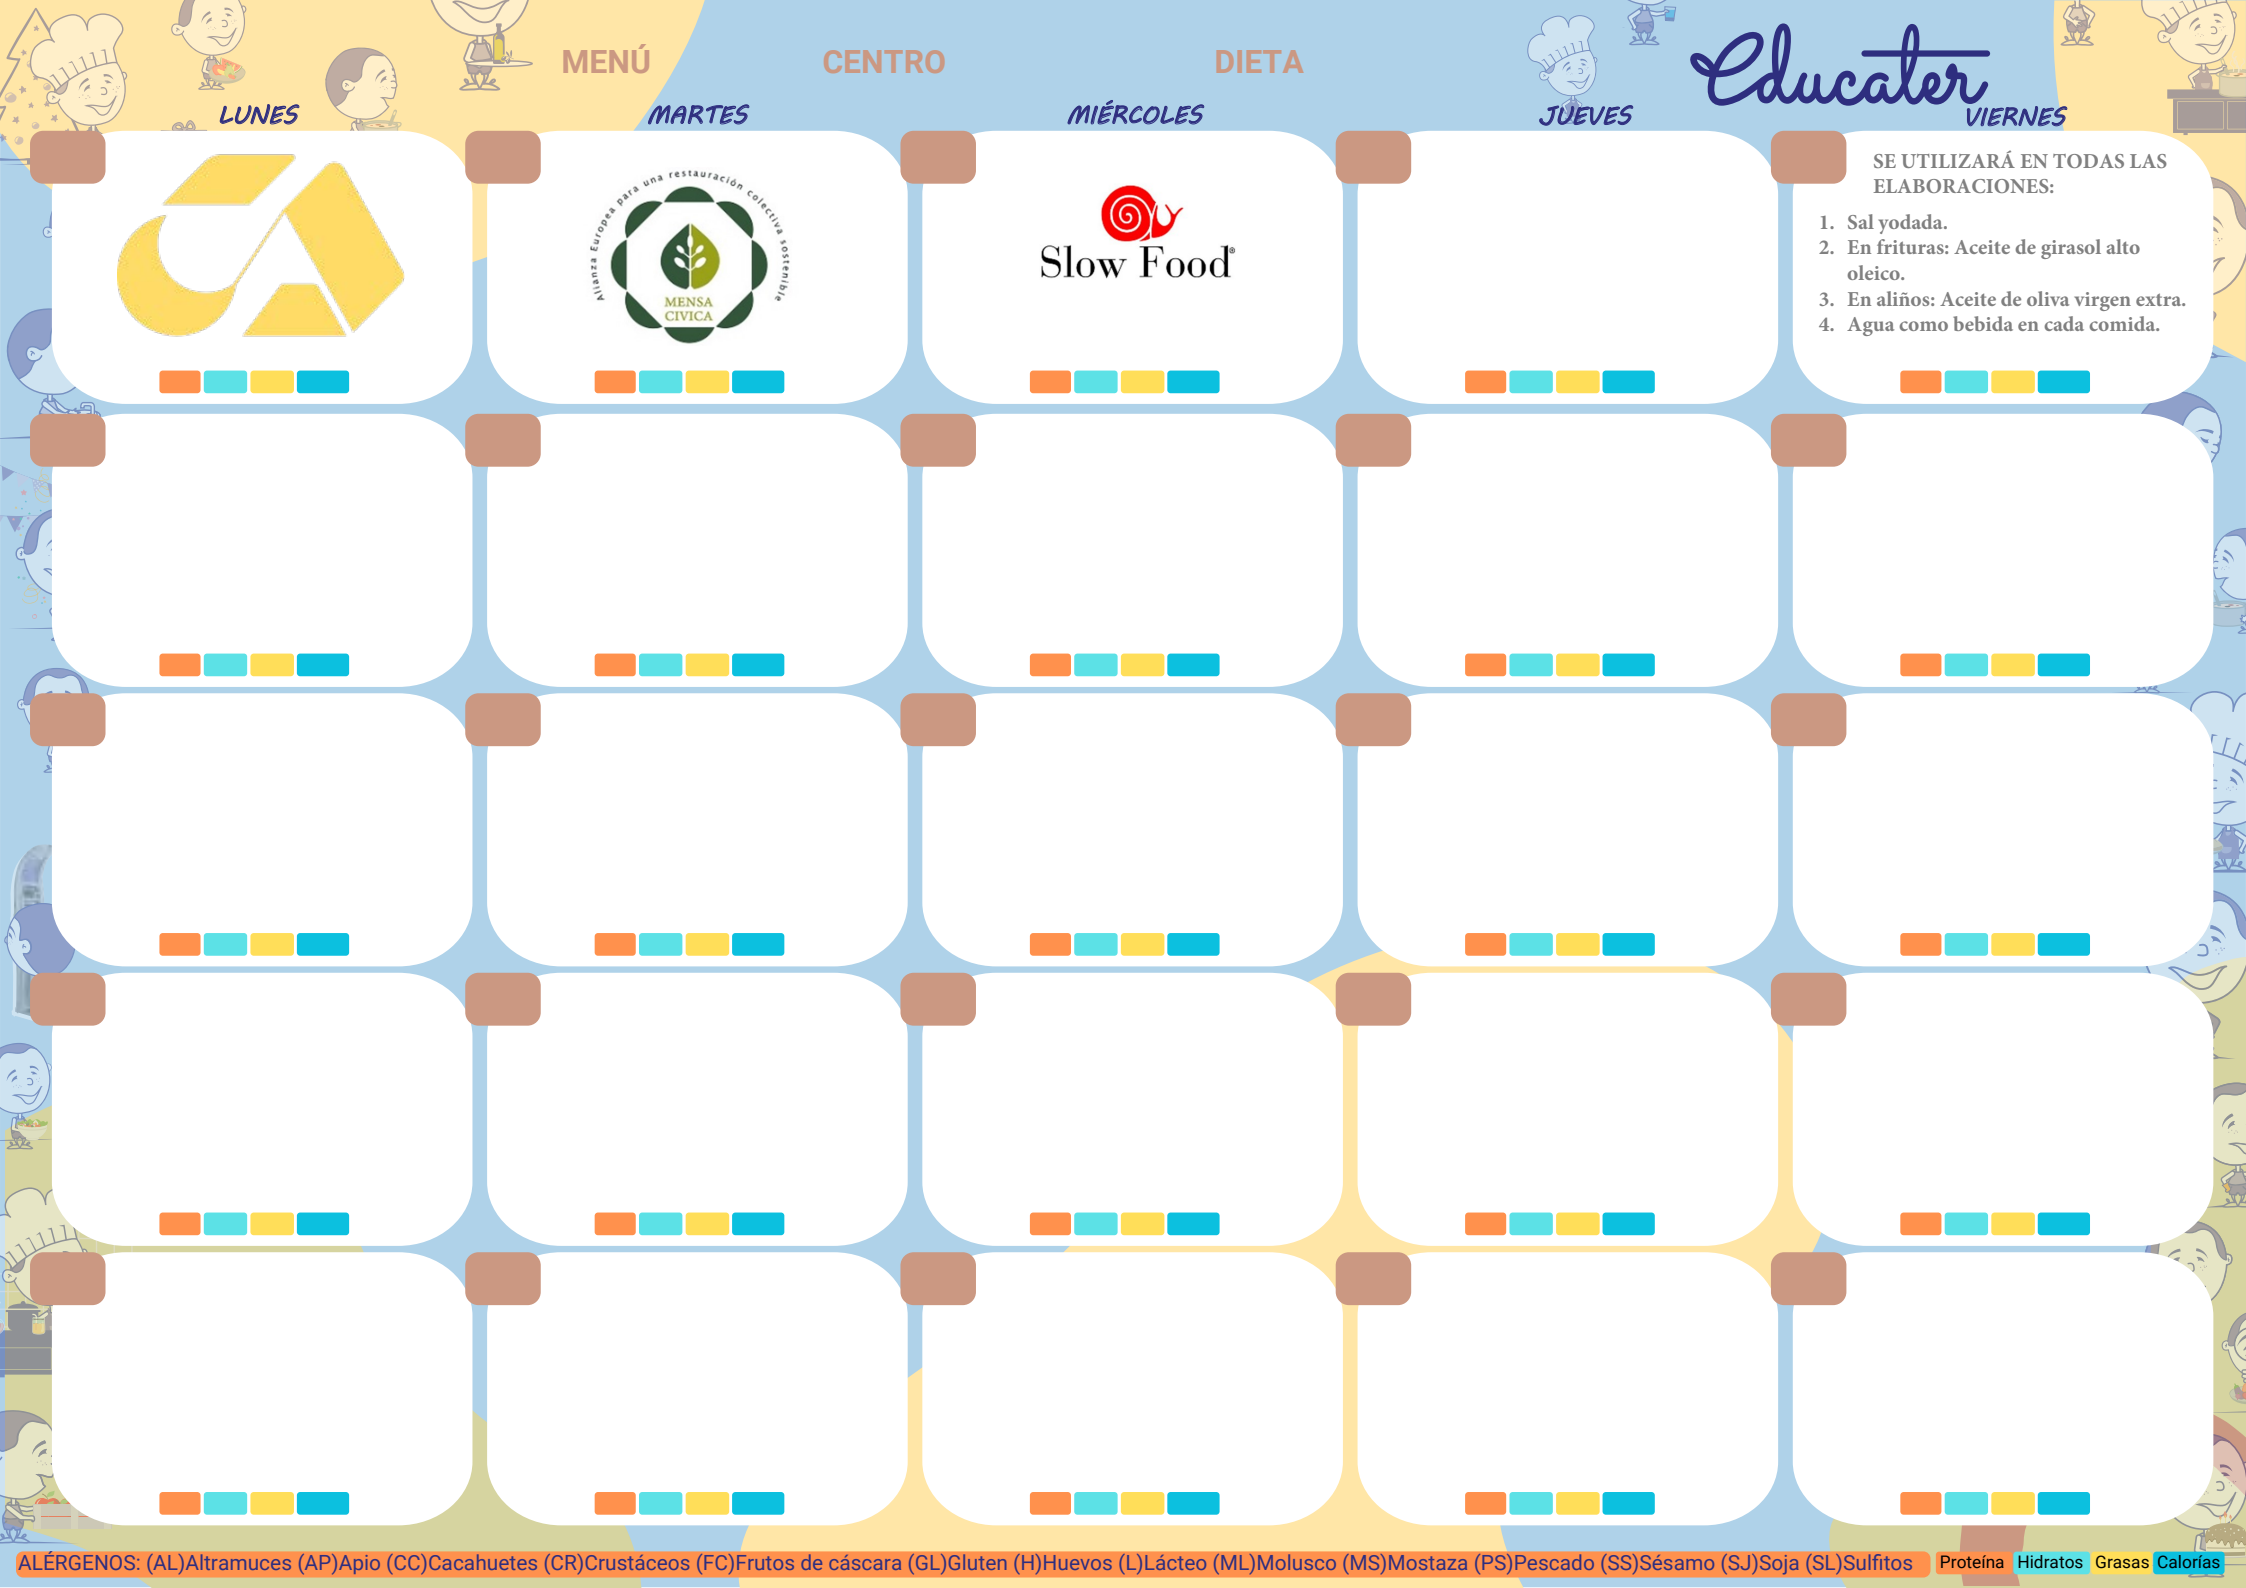 MENÚ CENTRO DIETA
Educater
LUNES MARTES MIÉRCOLES JUEVES VIERNES
Alianza Europea para una restauración colectiva sostenible
MENSA
CIVICA
Slow Food®
SE UTILIZARÁ EN TODAS LAS
ELABORACIONES:
1. Sal yodada.
2. En frituras: Aceite de girasol alto
oleico.
3. En aliños: Aceite de oliva virgen extra.
4. Agua como bebida en cada comida.
ALÉRGENOS: (AL)Altramuces (AP)Apio (CC)Cacahuetes (CR)Crustáceos (FC)Frutos de cáscara (GL)Gluten (H)Huevos (L)Lácteo (ML)Molusco (MS)Mostaza (PS)Pescado (SS)Sésamo (SJ)Soja (SL)Sulfitos Proteína Hidratos Grasas Calorías